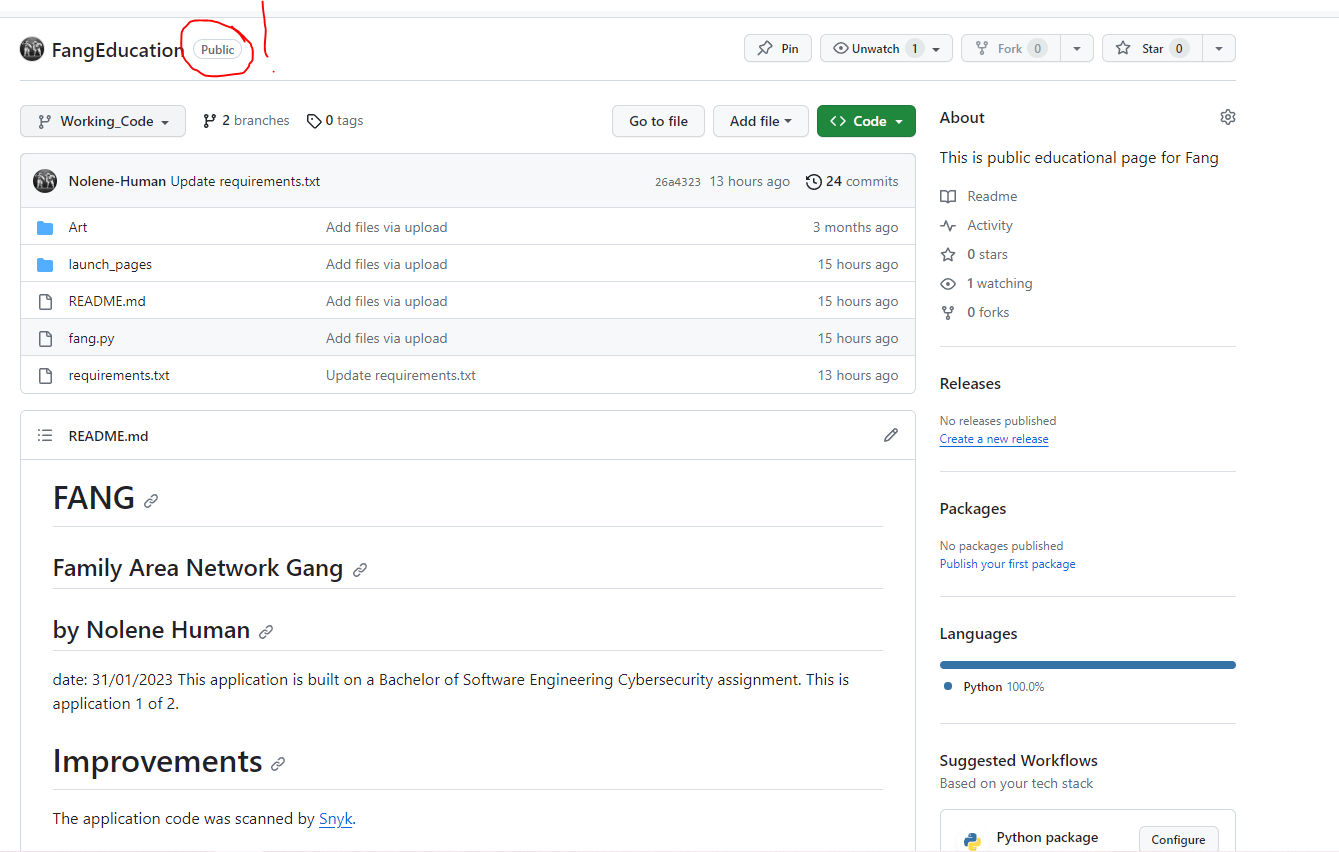 FangEducation Public
Pin
Unwatch 1
Fork 0
Star 0
Working_Code
2 branches
0 tags
Go to file
Add file
Code
Nolene-Human Update requirements.txt 26a4323 13 hours ago 24 commits
Art Add files via upload 3 months ago
launch_pages Add files via upload 15 hours ago
README.md Add files via upload 15 hours ago
fang.py Add files via upload 15 hours ago
requirements.txt Update requirements.txt 13 hours ago
README.md
FANG
Family Area Network Gang
by Nolene Human
date: 31/01/2023 This application is built on a Bachelor of Software Engineering Cybersecurity assignment. This is
application 1 of 2.
Improvements
The application code was scanned by Snyk.
About
This is public educational page for Fang
Readme
Activity
0 stars
1 watching
0 forks
Releases
No releases published
Create a new release
Packages
No packages published
Publish your first package
Languages
Python 100.0%
Suggested Workflows
Based on your tech stack
Python package
Configure